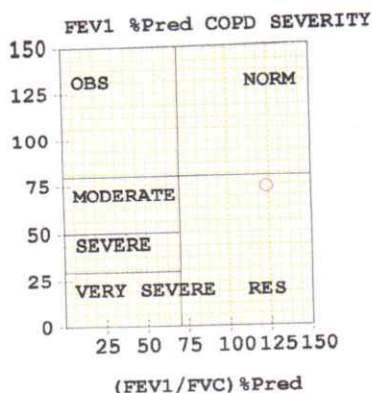 FEV1 %Pred COPD SEVERITY
150
OBS NORM
125
100
75
MODERATE
50
SEVERE
25
VERY SEVERE RES
0
25 50 75 100 125 150
(FEV1/FVC) %Pred